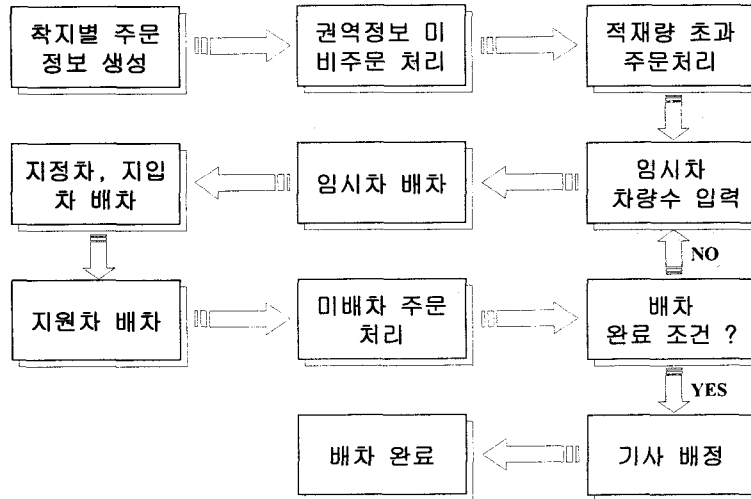 착지별 주문
정보 생성
권역정보 미
비주문 처리
적재량 초과
주문처리
지정차, 지입
차 배차
임시차 배차
임시차
차량수 입력
NO
지원차 배차
미배차 주문
처리
배차
완료 조건 ?
YES
배차 완료
기사 배정